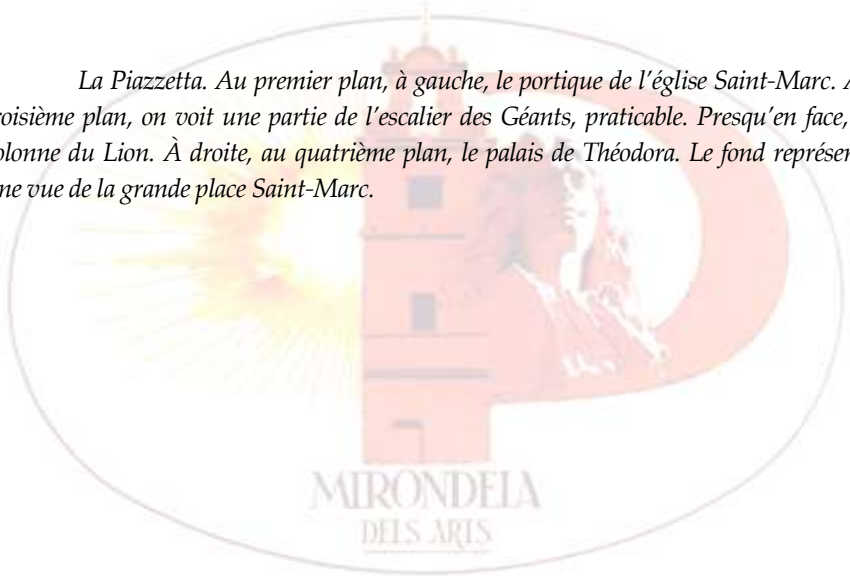 La Piazzetta. Au premier plan, à gauche, le portique de l’église Saint-Marc.
troisième plan, on voit une partie de l’escalier des Géants, praticable. Presqu’en face,
colonne du Lion. À droite, au quatrième plan, le palais de Théodora. Le fond
une vue de la grande place Saint-Marc.
MIRONDELA
DELS ARTS